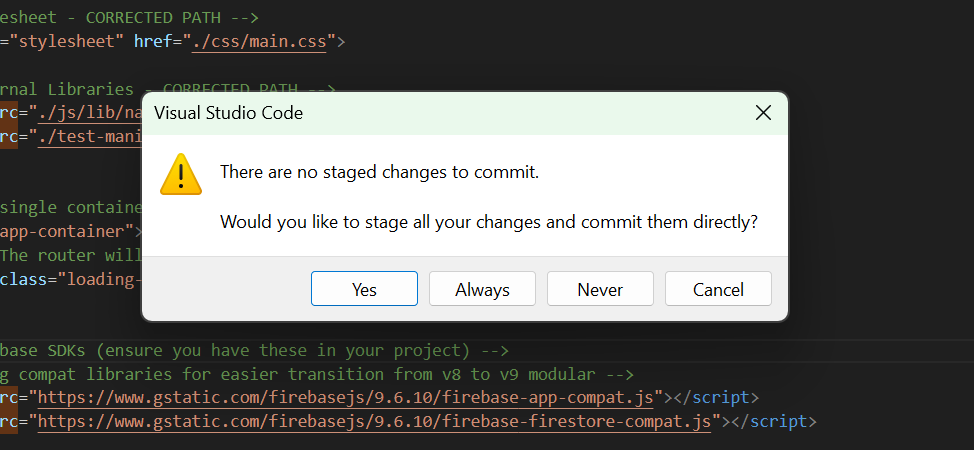 esheet - CORRECTED PATH -->
="stylesheet" href="./css/main.css">
rnal Libraries - CORRECTED PATH -->
rc="./js/lib/na
rc="./test-mani
Visual Studio Code
There are no staged changes to commit.
Would you like to stage all your changes and commit them directly?
Yes Always Never Cancel
single containe
app-container">
The router will
class="loading-
base SDKs (ensure you have these in your project) -->
g compat libraries for easier transition from v8 to v9 modular -->
rc="https://www.gstatic.com/firebasejs/9.6.10/firebase-app-compat.js"></script>
rc="https://www.gstatic.com/firebasejs/9.6.10/firebase-firestore-compat.js"></script>